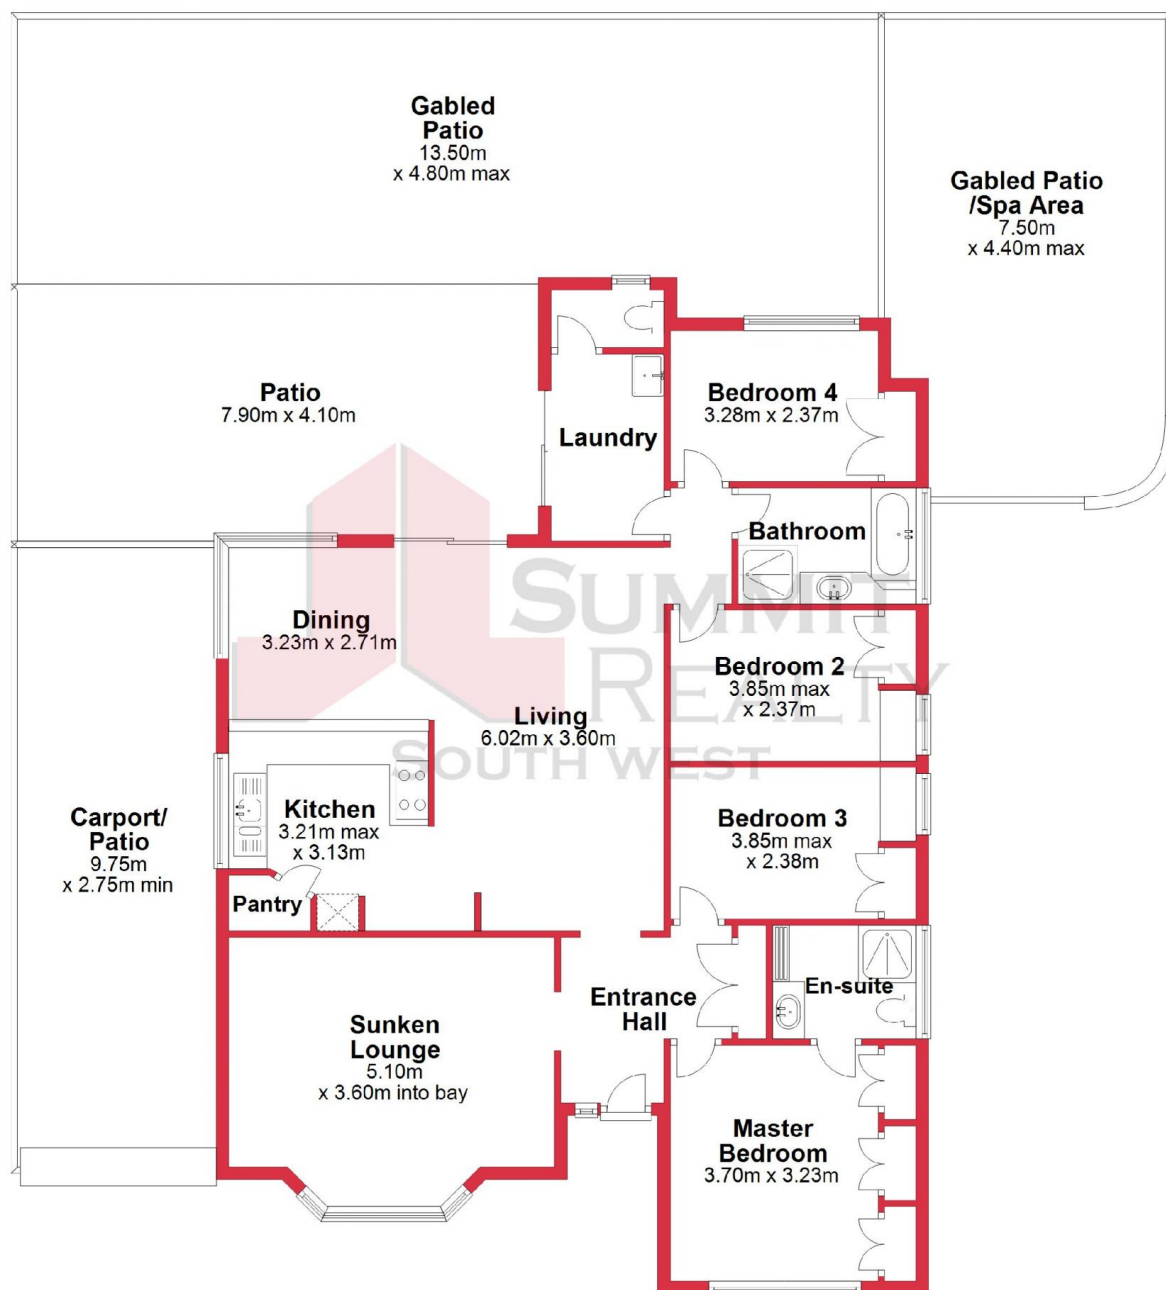 Gabled
Patio
13.50m
x 4.80m max
Gabled Patio
/Spa Area
7.50m
x 4.40m max
Patio
7.90m x 4.10m
Laundry
Bedroom 4
3.28m x 2.37m
Bathroom
SUMMIT
REALTY
SOUTH WEST
Dining
3.23m x 2.71m
Living
6.02m x 3.60m
Bedroom 2
3.85m max
x 2.37m
Carport/
Patio
9.75m
x 2.75m min
Kitchen
3.21m max
x 3.13m
Pantry
Bedroom 3
3.85m max
x 2.38m
Sunken
Lounge
5.10m
x 3.60m into bay
Entrance
Hall
En-suite
Master
Bedroom
3.70m x 3.23m